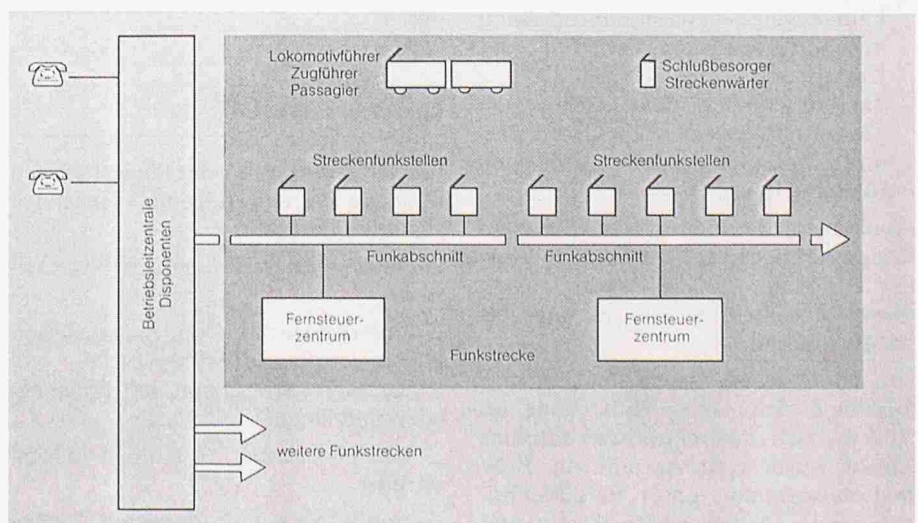 Lokomotivführer
Zugführer
Passagier
Schlußbesorger
Streckenwärter
Streckenfunkstellen
Streckenfunkstellen
Betriebsleitzentrale
Disponenten
Funkabschnitt
Funkabschnitt
Fernsteuer-
zentrum
Fernsteuer-
zentrum
Funkstrecke
weitere Funkstrecken